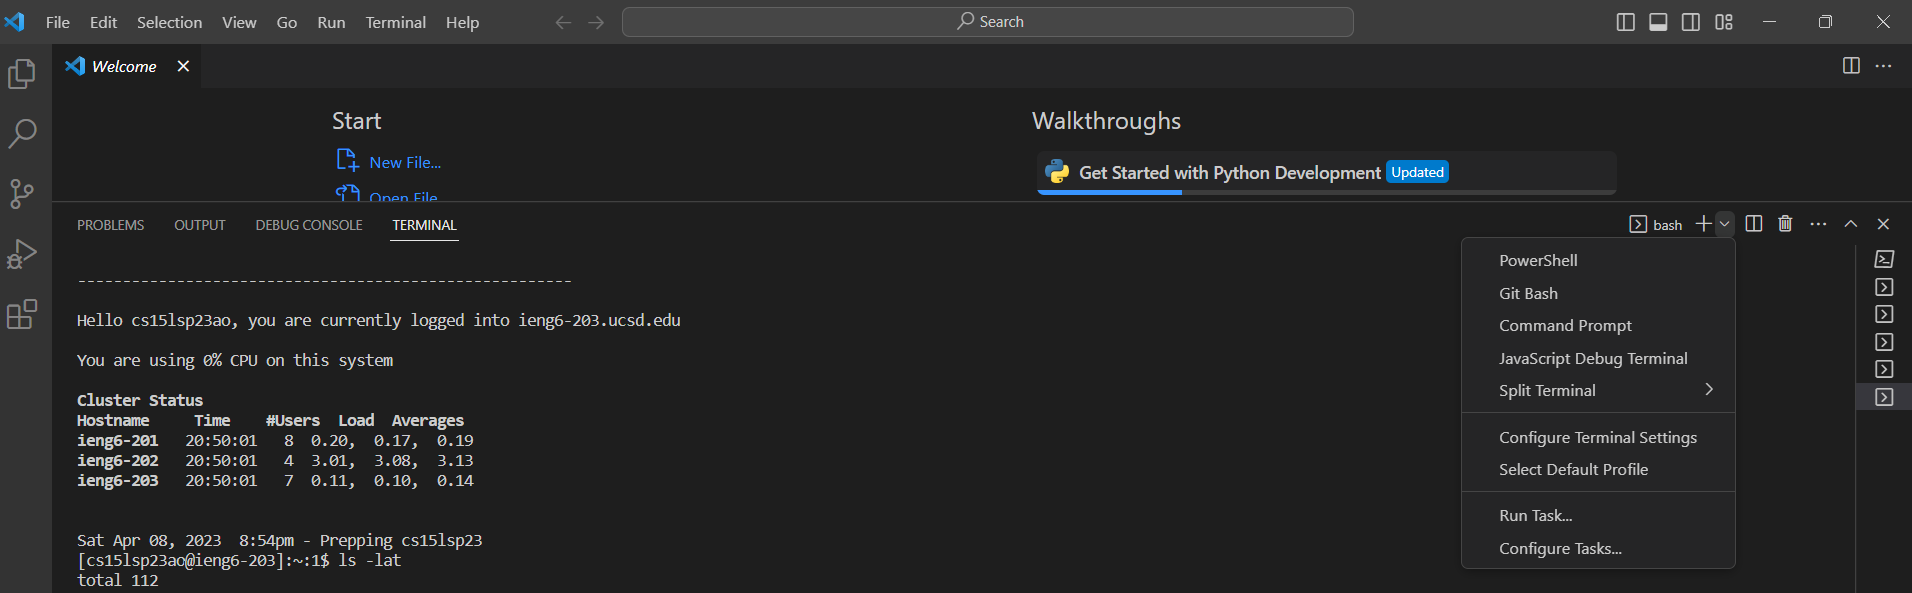 File Edit Selection View Go Run Terminal Help Search
Welcome
Start
Walkthroughs
New File...
Get Started with Python Development Updated
Open File
PROBLEMS OUTPUT DEBUG CONSOLE TERMINAL
bash
-------------------------------------------------------
Hello cs15lsp23ao, you are currently logged into ieng6-203.ucsd.edu
You are using 0% CPU on this system
Cluster Status
Hostname Time #Users Load Averages
ieng6-201 20:50:01 8 0.20, 0.17, 0.19
ieng6-202 20:50:01 4 3.01, 3.08, 3.13
ieng6-203 20:50:01 7 0.11, 0.10, 0.14
Sat Apr 08, 2023 8:54pm - Prepping cs15lsp23
[cs15lsp23ao@ieng6-203]:~:1$ ls -lat
total 112
PowerShell
Git Bash
Command Prompt
JavaScript Debug Terminal
Split Terminal
Configure Terminal Settings
Select Default Profile
Run Task...
Configure Tasks...